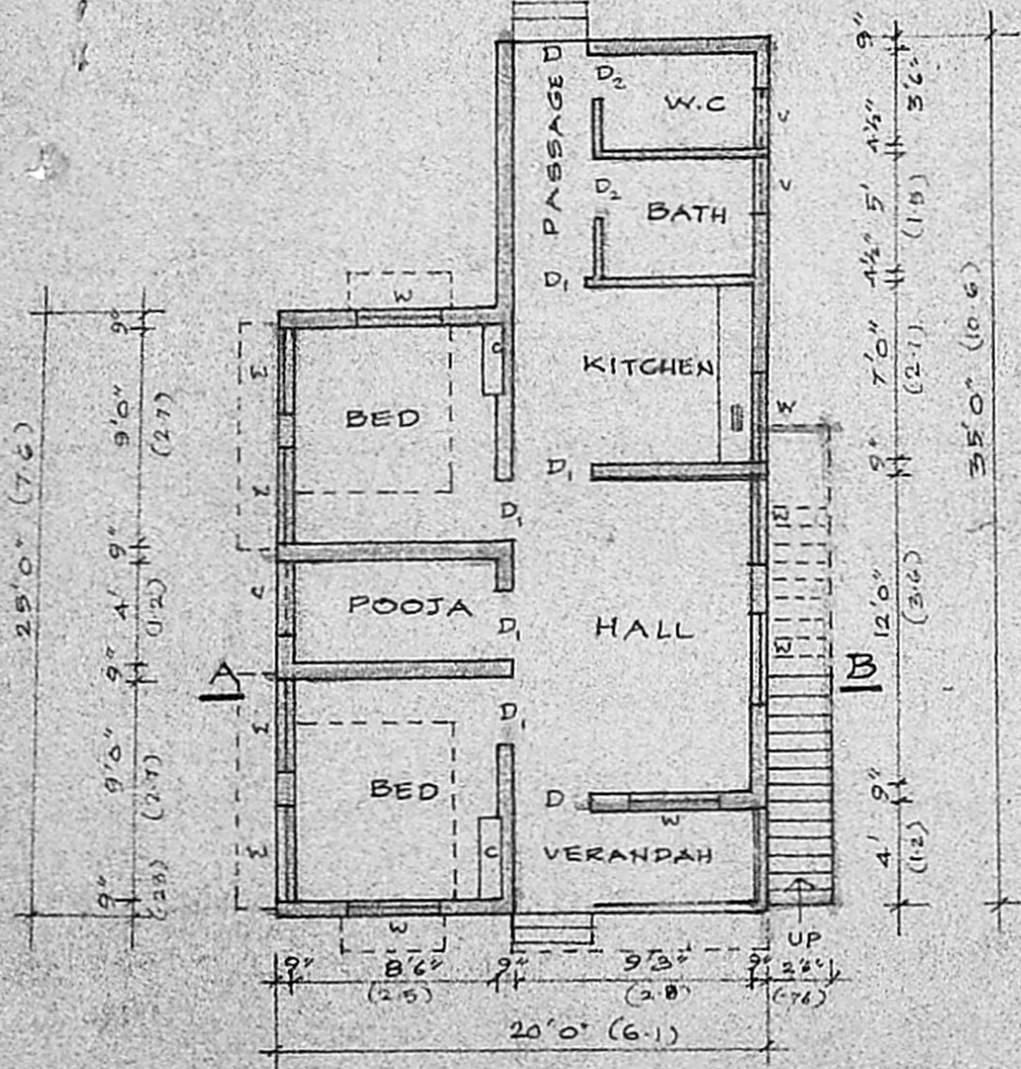 D
D2
W.C
PASSAGE
D2
BATH
D1
KITCHEN
W
W
C
BED
D1
D1
POOJA
D1
HALL
A
B
D1
BED
C
D
W
VERANDAH
W
UP
9"
3'6"
4½"
5'
(1.5)
4½"
7'0"
(2.1)
9"
12'0"
(3.6)
9"
4'
(1.2)
35'0" (10.6)
25'0" (7.6)
9"
9'0"
(2.7)
9"
4'
(1.2)
9"
9'0"
(2.7)
9"
(.23)
9" 8'6" 9" 9'3" 9" 2'6"
(2.5) (2.8) (.76)
20'0" (6.1)